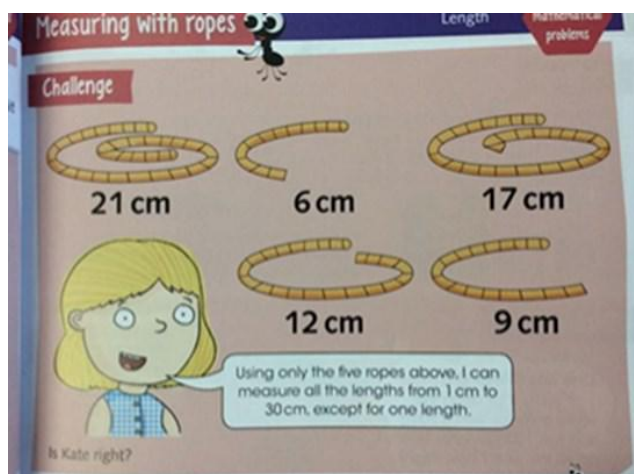 Measuring with ropes
Length
Mathematical
problems
Challenge
21 cm
6 cm
17 cm
12 cm
9 cm
Using only the five ropes above, I can
measure all the lengths from 1 cm to
30 cm, except for one length.
Is Kate right?